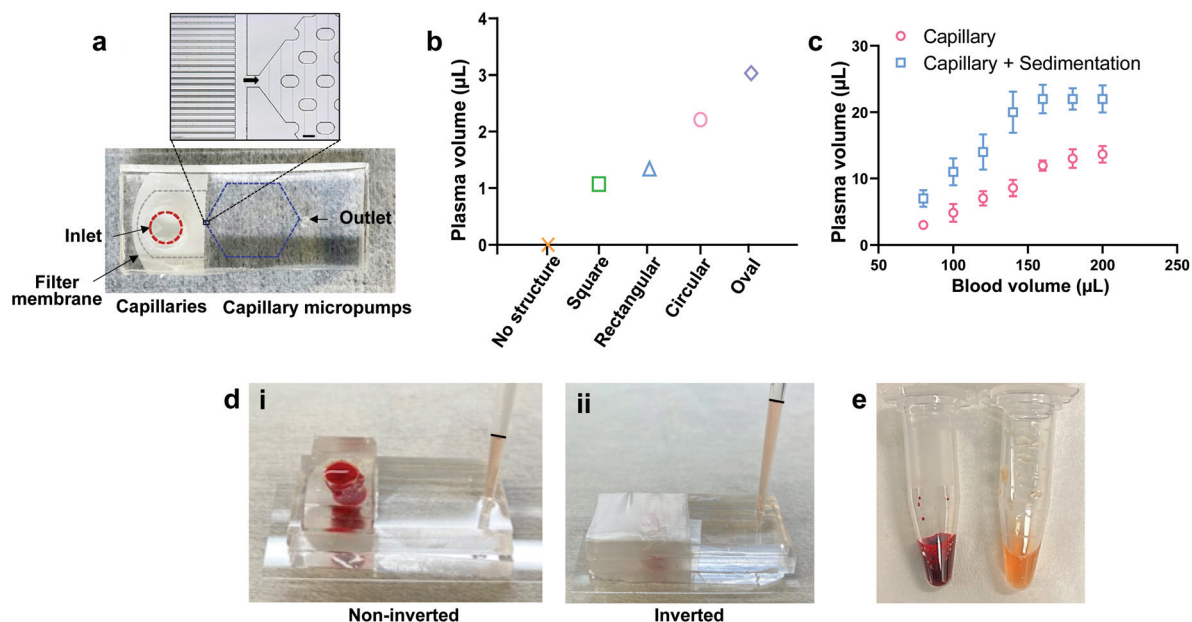 a
Inlet
Filter
membrane
Outlet
Capillaries
Capillary micropumps
b
Plasma volume (µL)
4
3
2
1
0
No structure
Square
Rectangular
Circular
Oval
c
Capillary
Capillary + Sedimentation
Plasma volume (µL)
30
20
10
0
50
100
150
200
250
Blood volume (µL)
d
i
Non-inverted
ii
Inverted
e